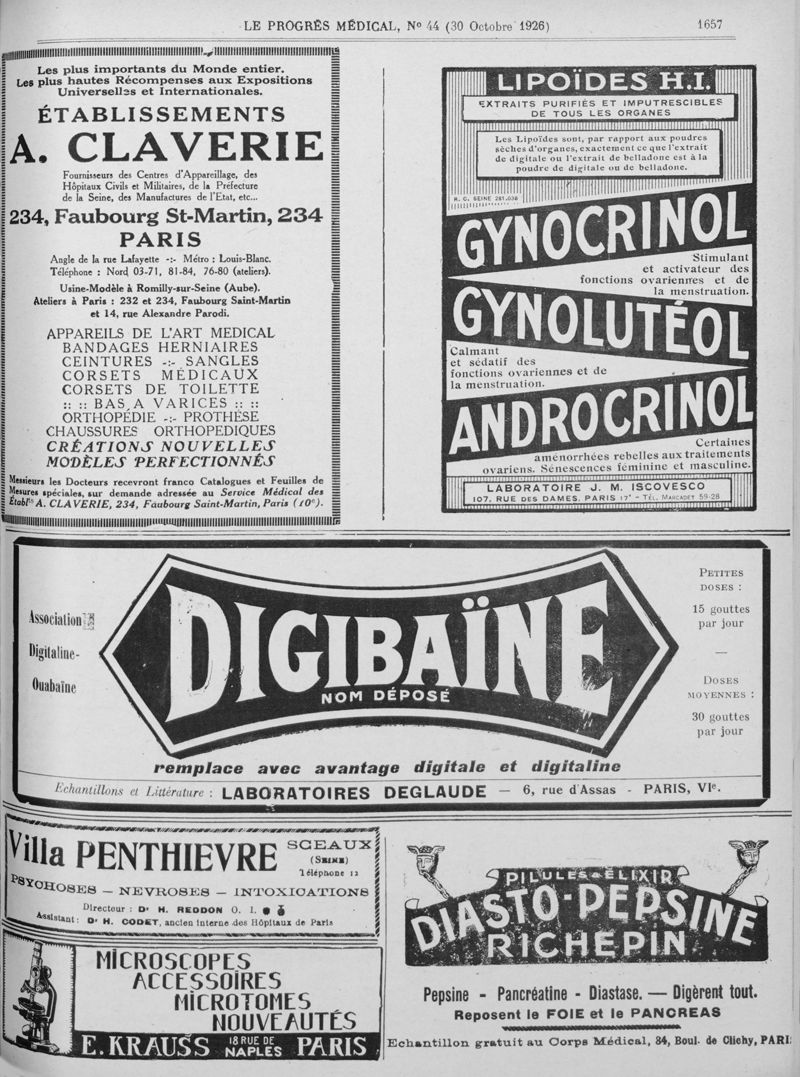 LE PROGRÈS MÉDICAL, No 44 (30 Octobre 1926)
1657
Les plus importants du Monde entier.
Les plus hautes Récompenses aux Expositions
Universelles et Internationales.
ÉTABLISSEMENTS
A. CLAVERIE
Fournisseurs des Centres d'Appareillage, des
Hôpitaux Civils et Militaires, de la Préfecture
de la Seine, des Manufactures de l'Etat, etc...
234, Faubourg St-Martin, 234
PARIS
Angle de la rue Lafayette -:- Métro : Louis-Blanc.
Téléphone : Nord 03-71, 81-84, 76-80 (ateliers).
Usine-Modèle à Romilly-sur-Seine (Aube).
Ateliers à Paris : 232 et 234, Faubourg Saint-Martin
et 14, rue Alexandre Parodi.
APPAREILS DE L'ART MEDICAL
BANDAGES HERNIAIRES
CEINTURES -:- SANGLES
CORSETS MÉDICAUX
CORSETS DE TOILETTE
:: :: BAS A VARICES :: ::
ORTHOPÉDIE -:- PROTHÈSE
CHAUSSURES ORTHOPEDIQUES
CRÉATIONS NOUVELLES
MODÈLES PERFECTIONNÉS
Messieurs les Docteurs recevront franco Catalogues et Feuilles de
Mesures spéciales, sur demande adressée au Service Médical des
Établts A. CLAVERIE, 234, Faubourg Saint-Martin, Paris (10e).
LIPOÏDES H.I.
EXTRAITS PURIFIÉS ET IMPUTRESCIBLES
DE TOUS LES ORGANES
Les Lipoïdes sont, par rapport aux poudres
sèches d'organes, exactement ce que l'extrait
de digitale ou l'extrait de belladone est à la
poudre de digitale ou de belladone.
R. C. SEINE 281.038
GYNOCRINOL
Stimulant
et activateur des
fonctions ovariennes et de
la menstruation.
GYNOLUTÉOL
Calmant
et sédatif des
fonctions ovariennes et de
la menstruation.
ANDROCRINOL
Certaines
aménorrhées rebelles aux traitements
ovariens. Sénescences féminine et masculine.
LABORATOIRE J. M. ISCOVESCO
107, RUE DES DAMES, PARIS 17e - TÉL. MARCADET 59-28
Association
Digitaline-
Ouabaïne
DIGIBAÏNE
NOM DÉPOSÉ
PETITES
DOSES :
15 gouttes
par jour
—
DOSES
MOYENNES :
30 gouttes
par jour
remplace avec avantage digitale et digitaline
Echantillons et Littérature : LABORATOIRES DEGLAUDE — 6, rue d'Assas - PARIS, VIe.
Villa PENTHIEVRE
SCEAUX
(SEINE)
Téléphone 12
PSYCHOSES — NEVROSES — INTOXICATIONS
Directeur : Dr H. REDDON O. I.
Assistant : Dr H. CODET, ancien interne des Hôpitaux de Paris
MICROSCOPES
ACCESSOIRES
MICROTOMES
NOUVEAUTÉS
E. KRAUSS 18 RUE DE NAPLES PARIS
PILULES & ÉLIXIR
DIASTO-PEPSINE
RICHEPIN
Pepsine - Pancréatine - Diastase. — Digèrent tout.
Reposent le FOIE et le PANCREAS
Echantillon gratuit au Corps Médical, 84, Boul. de Clichy, PARI